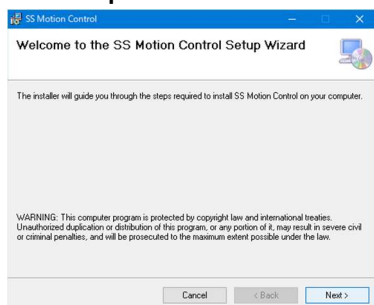 SS Motion Control
Welcome to the SS Motion Control Setup Wizard
The installer will guide you through the steps required to install SS Motion Control on your computer.
WARNING: This computer program is protected by copyright law and international treaties.
Unauthorized duplication or distribution of this program, or any portion of it, may result in severe civil
or criminal penalties, and will be prosecuted to the maximum extent possible under the law.
Cancel
< Back
Next >